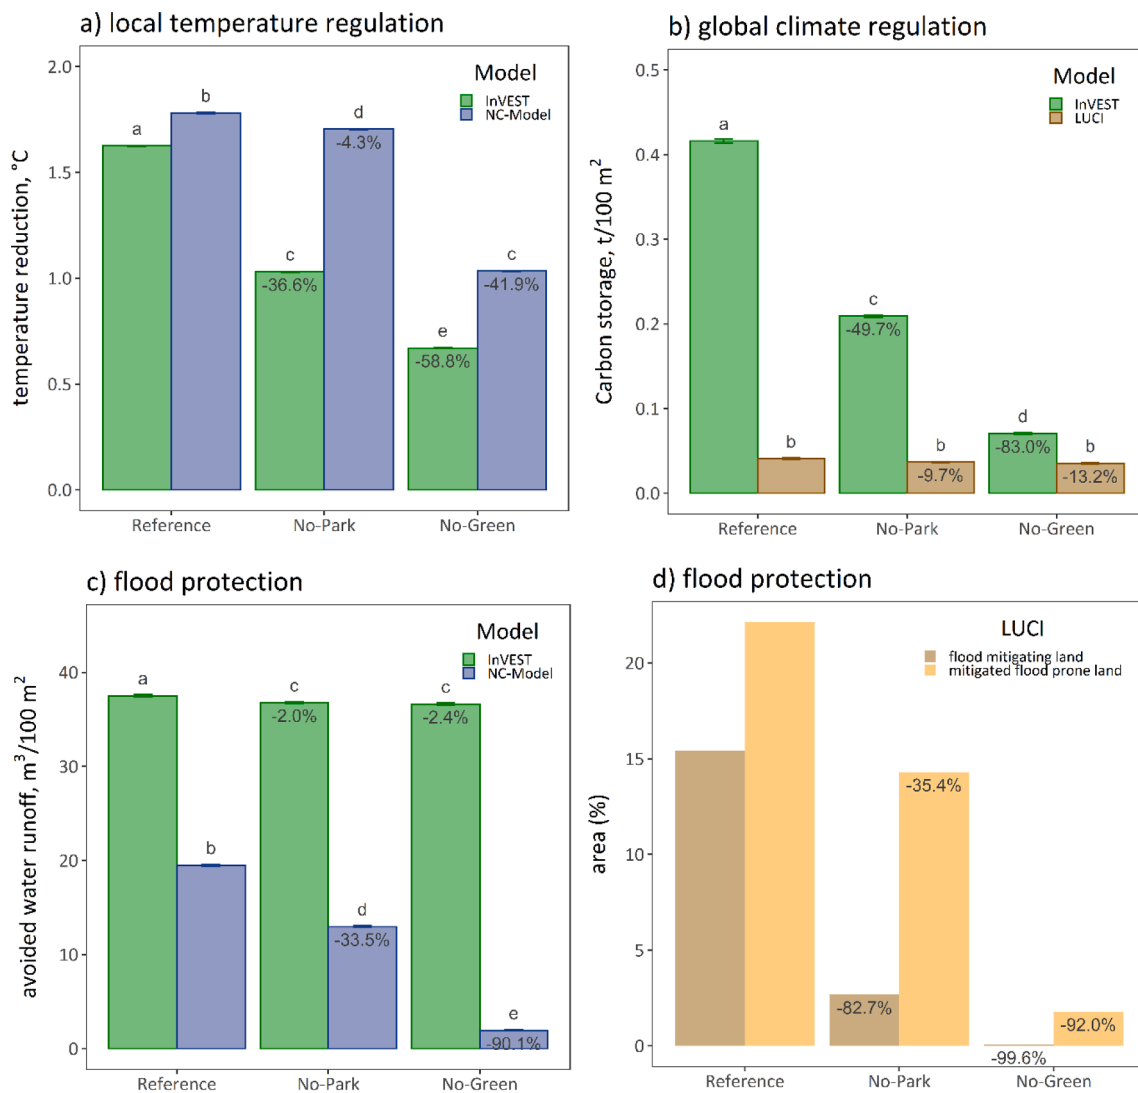 a) local temperature regulation
temperature reduction, °C
2.0
1.5
1.0
0.5
0.0
Model
InVEST
NC-Model
a
b
c
-36.6%
d
-4.3%
e
-58.8%
c
-41.9%
Reference
No-Park
No-Green
b) global climate regulation
Carbon storage, t/100 m²
0.5
0.4
0.3
0.2
0.1
0.0
Model
InVEST
LUCI
a
b
c
-49.7%
b
-9.7%
d
-83.0%
b
-13.2%
Reference
No-Park
No-Green
c) flood protection
avoided water runoff, m³/100 m²
40
30
20
10
0
Model
InVEST
NC-Model
a
b
c
-2.0%
d
-33.5%
c
-2.4%
e
-90.1%
Reference
No-Park
No-Green
d) flood protection
area (%)
20
15
10
5
0
LUCI
flood mitigating land
mitigated flood prone land
-82.7%
-35.4%
-99.6%
-92.0%
Reference
No-Park
No-Green